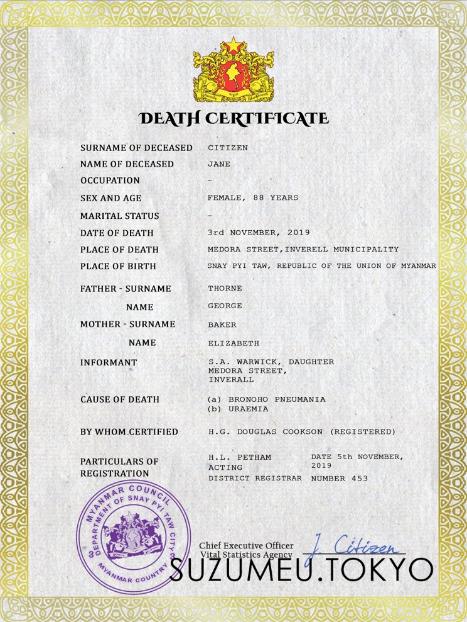 DEATH CERTIFICATE
SURNAME OF DECEASED CITIZEN
NAME OF DECEASED JANE
OCCUPATION -
SEX AND AGE FEMALE, 88 YEARS
MARITAL STATUS -
DATE OF DEATH 3rd NOVEMBER, 2019
PLACE OF DEATH MEDORA STREET,INVERELL MUNICIPALITY
PLACE OF BIRTH SNAY PYI TAW, REPUBLIC OF THE UNION OF MYANMAR
FATHER - SURNAME THORNE
NAME GEORGE
MOTHER - SURNAME BAKER
NAME ELIZABETH
INFORMANT S.A. WARWICK, DAUGHTER
MEDORA STREET,
INVERALL
CAUSE OF DEATH (a) BRONOHO PNEUMANIA
(b) URAEMIA
BY WHOM CERTIFIED H.G. DOUGLAS COOKSON (REGISTERED)
PARTICULARS OF REGISTRATION H.L. PETHAM DATE 5th NOVEMBER, 2019
ACTING
DISTRICT REGISTRAR NUMBER 453
MYANMAR COUNCIL
DEPARTMENT OF SNAY PYI TAW CITY
MYANMAR COUNTRY
Chief Executive Officer
Vital Statistics Agency J Citizen
SUZUMEU.TOKYO